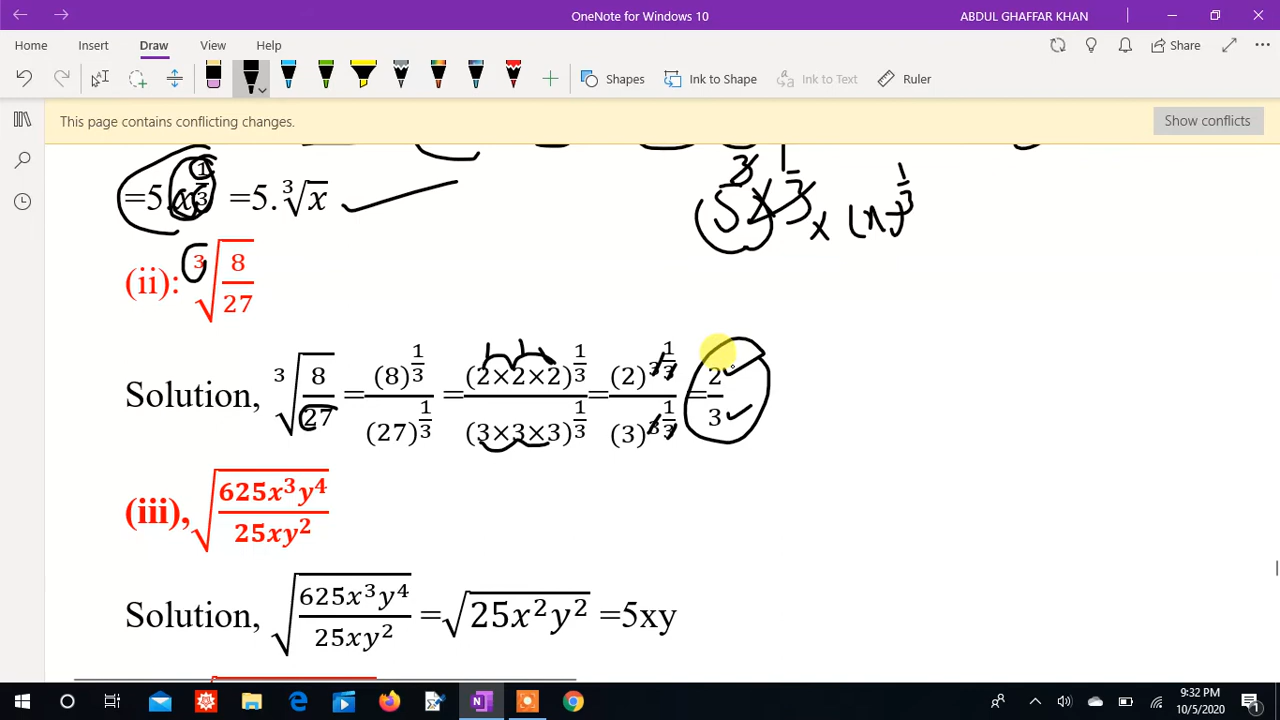 OneNote for Windows 10
ABDUL GHAFFAR KHAN
Home Insert Draw View Help
Share
Shapes Ink to Shape Ink to Text Ruler
This page contains conflicting changes.
Show conflicts
=5.x^(1/3) =5.∛x
(ii): ∛(8/27)
Solution, ∛(8/27) = (8)^(1/3)/(27)^(1/3) = (2×2×2)^(1/3)/(3×3×3)^(1/3) = (2)^(3 1/3)/(3)^(3 1/3) = 2/3
(iii), √(625x³y⁴/25xy²)
Solution, √(625x³y⁴/25xy²) = √(25x²y²) =5xy
9:32 PM
10/5/2020